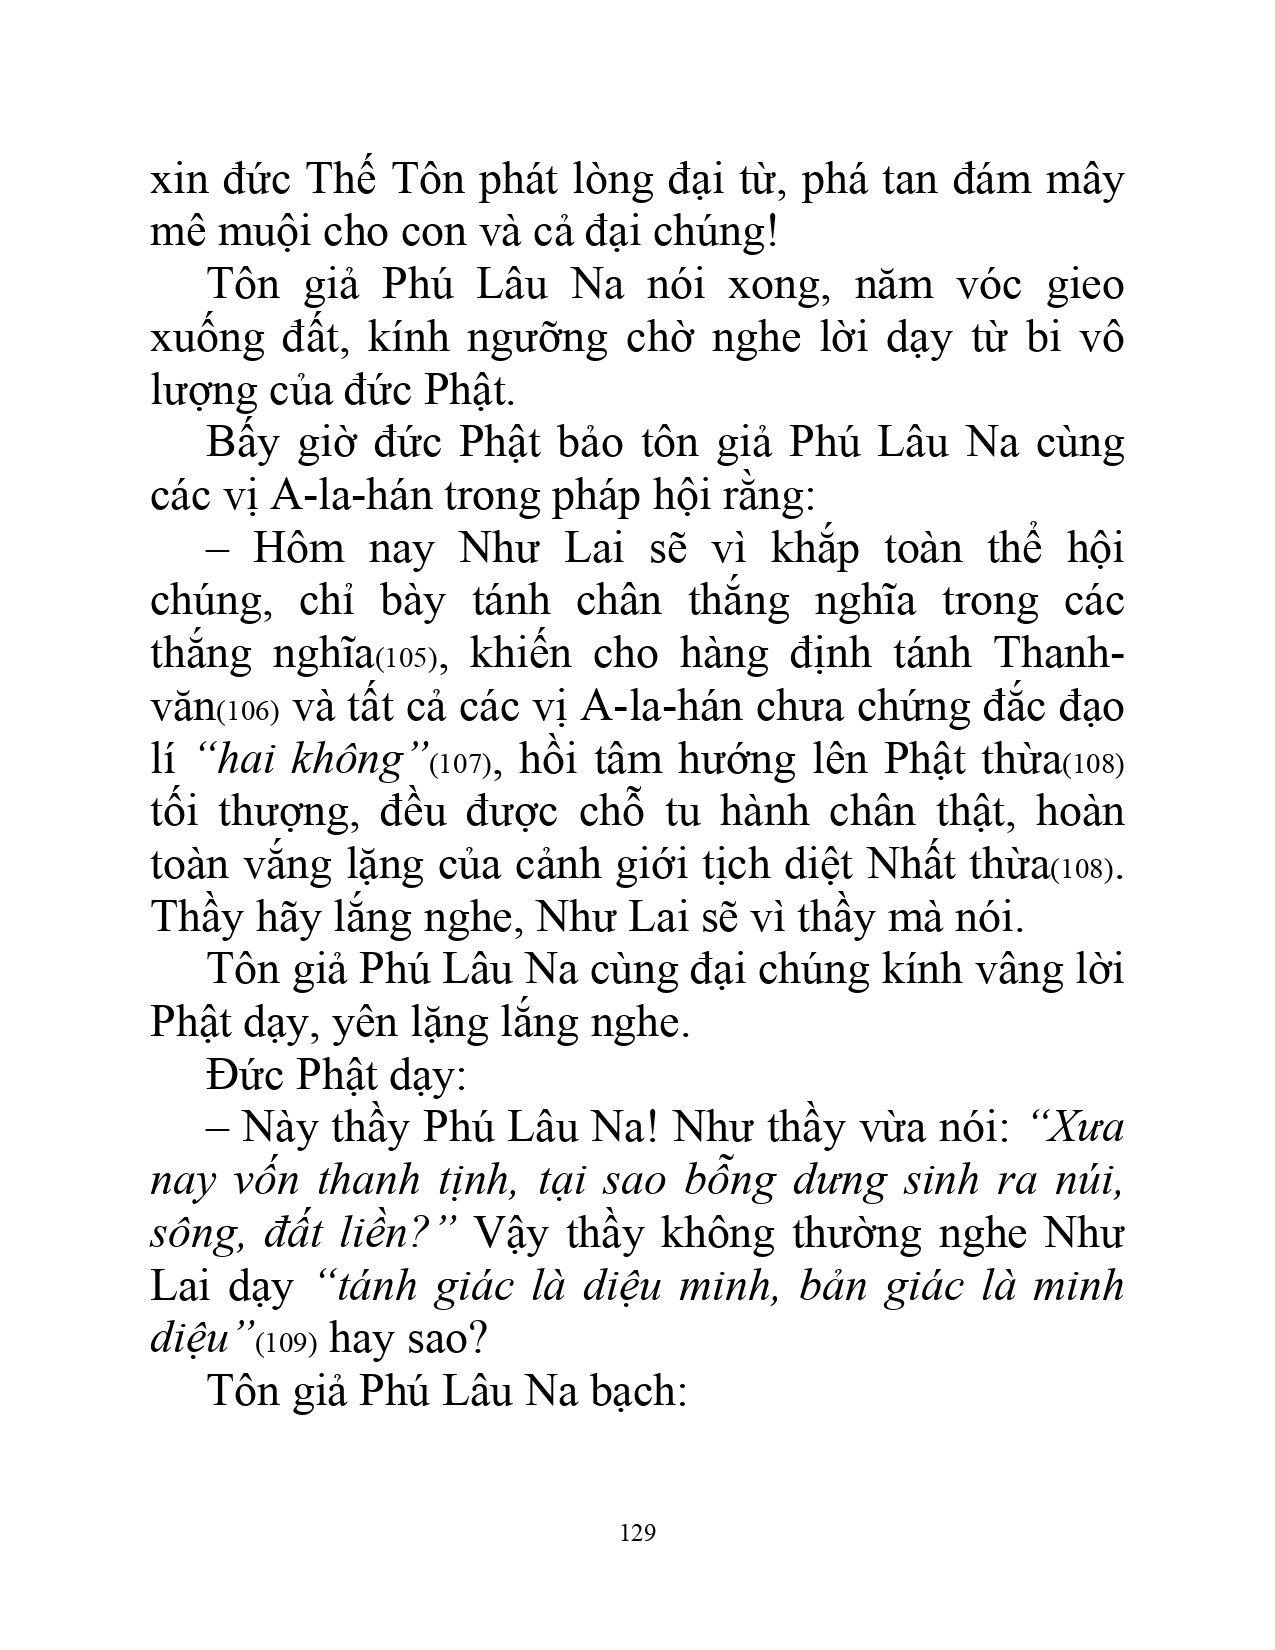 xin đức Thế Tôn phát lòng đại từ, phá tan đám mây
mê muội cho con và cả đại chúng!
Tôn giả Phú Lâu Na nói xong, năm vóc gieo
xuống đất, kính ngưỡng chờ nghe lời dạy từ bi vô
lượng của đức Phật.
Bấy giờ đức Phật bảo tôn giả Phú Lâu Na cùng
các vị A-la-hán trong pháp hội rằng:
– Hôm nay Như Lai sẽ vì khắp toàn thể hội
chúng, chỉ bày tánh chân thắng nghĩa trong các
thắng nghĩa(105), khiến cho hàng định tánh Thanh-
văn(106) và tất cả các vị A-la-hán chưa chứng đắc đạo
lí “hai không”(107), hồi tâm hướng lên Phật thừa(108)
tối thượng, đều được chỗ tu hành chân thật, hoàn
toàn vắng lặng của cảnh giới tịch diệt Nhất thừa(108).
Thầy hãy lắng nghe, Như Lai sẽ vì thầy mà nói.
Tôn giả Phú Lâu Na cùng đại chúng kính vâng lời
Phật dạy, yên lặng lắng nghe.
Đức Phật dạy:
– Này thầy Phú Lâu Na! Như thầy vừa nói: “Xưa
nay vốn thanh tịnh, tại sao bỗng dưng sinh ra núi,
sông, đất liền?” Vậy thầy không thường nghe Như
Lai dạy “tánh giác là diệu minh, bản giác là minh
diệu”(109) hay sao?
Tôn giả Phú Lâu Na bạch:
129